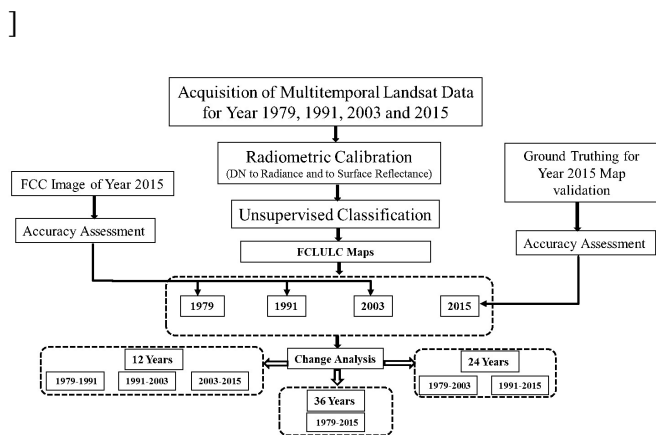 ]
Acquisition of Multitemporal Landsat Data
for Year 1979, 1991, 2003 and 2015
Radiometric Calibration
(DN to Radiance and to Surface Reflectance)
Ground Truthing for
Year 2015 Map
validation
FCC Image of Year 2015
Unsupervised Classification
Accuracy Assessment
FCLULC Maps
Accuracy Assessment
1979
1991
2003
2015
Change Analysis
12 Years
1979-1991
1991-2003
2003-2015
24 Years
1979-2003
1991-2015
36 Years
1979-2015